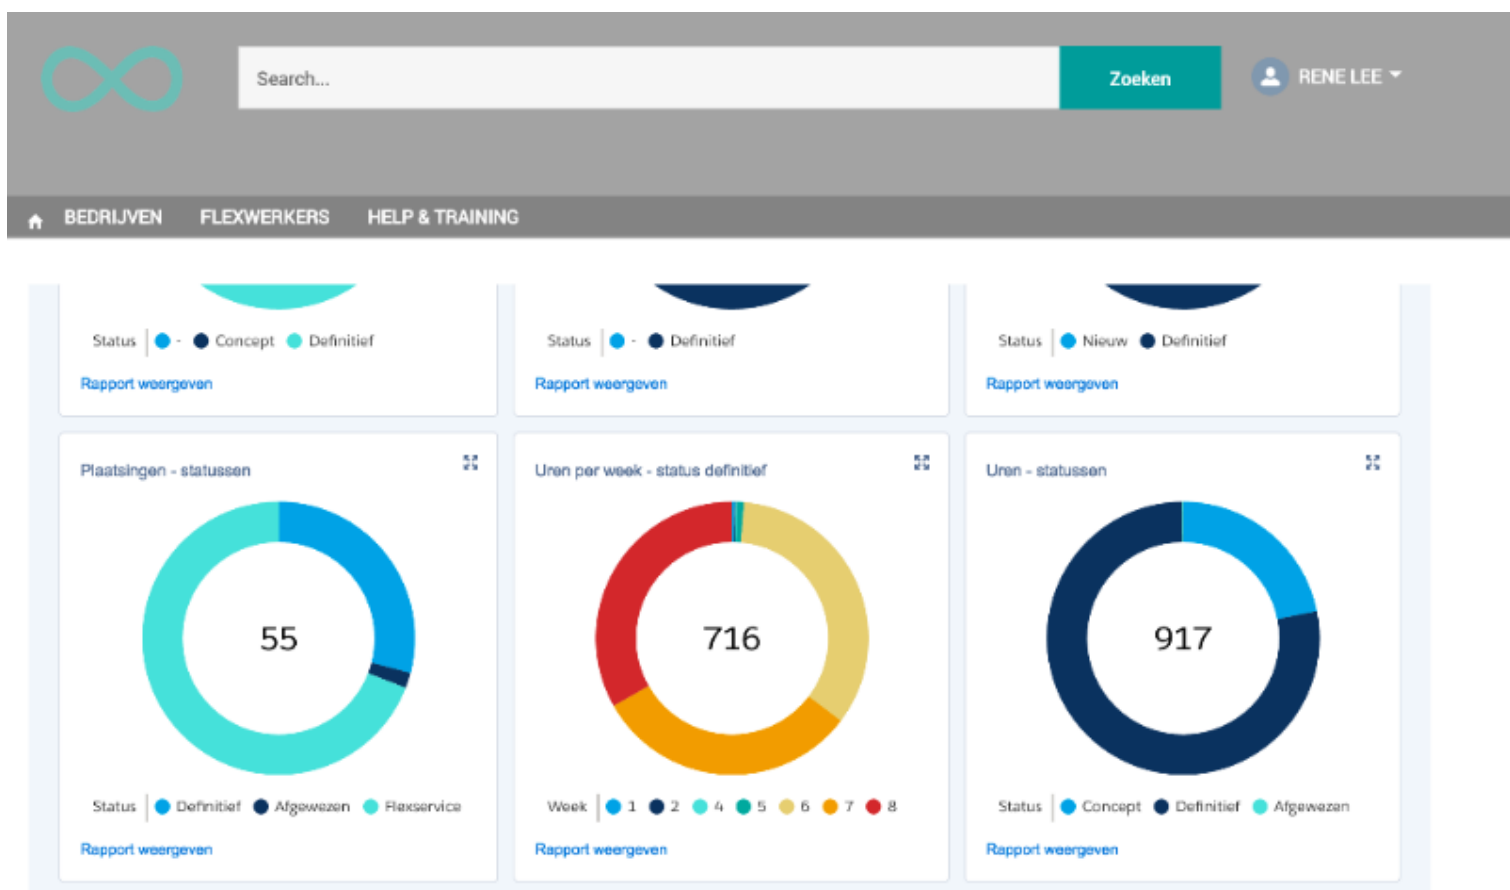 Search...
Zoeken
RENE LEE
BEDRIJVEN FLEXWERKERS HELP & TRAINING
Status - Concept Definitief
Rapport weergeven
Status - Definitief
Rapport weergeven
Status Nieuw Definitief
Rapport weergeven
Plaatsingen - statussen
55
Status Definitief Afgewezen Flexservice
Rapport weergeven
Uren per week - status definitief
716
Week 1 2 4 5 6 7 8
Rapport weergeven
Uren - statussen
917
Status Concept Definitief Afgewezen
Rapport weergeven